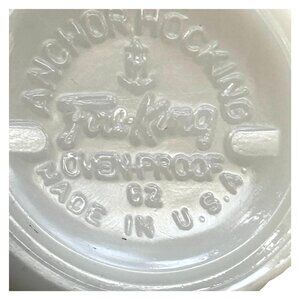 ANCHOR HOCKING
Fire-King
OVEN-PROOF
62
MADE IN U.S.A.